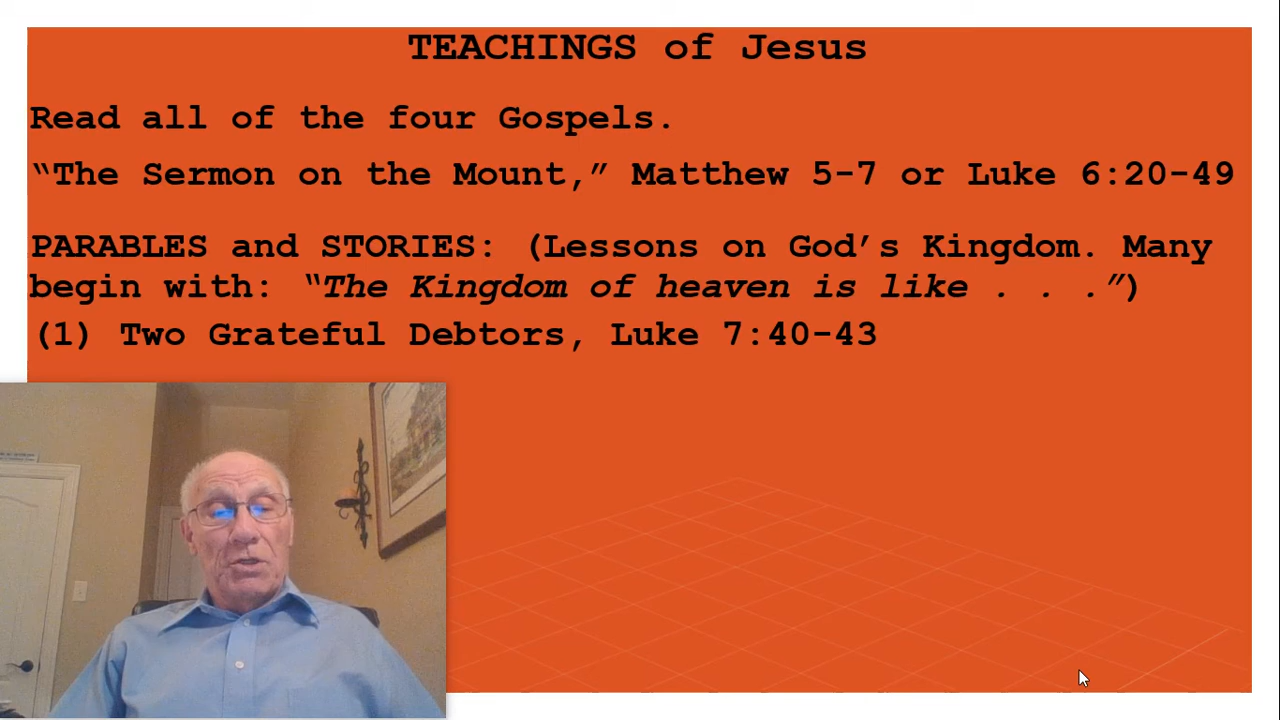 TEACHINGS of Jesus
Read all of the four Gospels.
“The Sermon on the Mount,” Matthew 5-7 or Luke 6:20-49
PARABLES and STORIES: (Lessons on God’s Kingdom. Many
begin with: “The Kingdom of heaven is like . . .”)
(1) Two Grateful Debtors, Luke 7:40-43